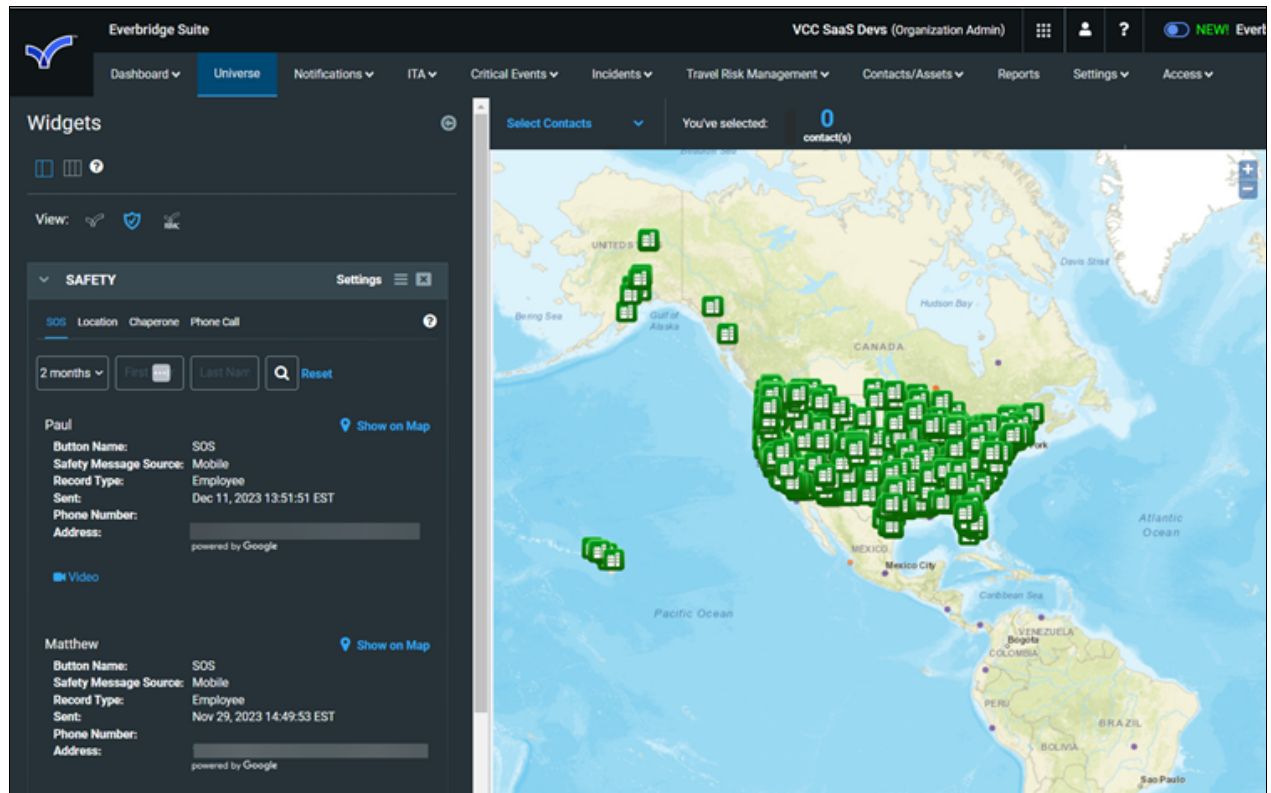 Everbridge Suite
VCC SaaS Devs (Organization Admin)
?
NEW! Everb
Dashboard
Universe
Notifications
ITA
Critical Events
Incidents
Travel Risk Management
Contacts/Assets
Reports
Settings
Access
Widgets
Select Contacts
You've selected:
0
contact(s)
?
View:
SAFETY
Settings
SOS
Location
Chaperone
Phone Call
?
2 months
First
Last Nam
Reset
Paul
Show on Map
Button Name: SOS
Safety Message Source: Mobile
Record Type: Employee
Sent: Dec 11, 2023 13:51:51 EST
Phone Number:
Address:
powered by Google
Video
Matthew
Show on Map
Button Name: SOS
Safety Message Source: Mobile
Record Type: Employee
Sent: Nov 29, 2023 14:49:53 EST
Phone Number:
Address:
powered by Google
+
−
UNITED S
Davis Strait
Bering Sea
Gulf of
Alaska
Hudson Bay
CANADA
ork
Atlantic
Ocean
MÉXICO
Mexico City
Caribbean Sea
Pacific Ocean
VENEZUELA
Bogota
COLOMBIA
PERU
BRAZIL
BOLIVIA
Sao Paulo